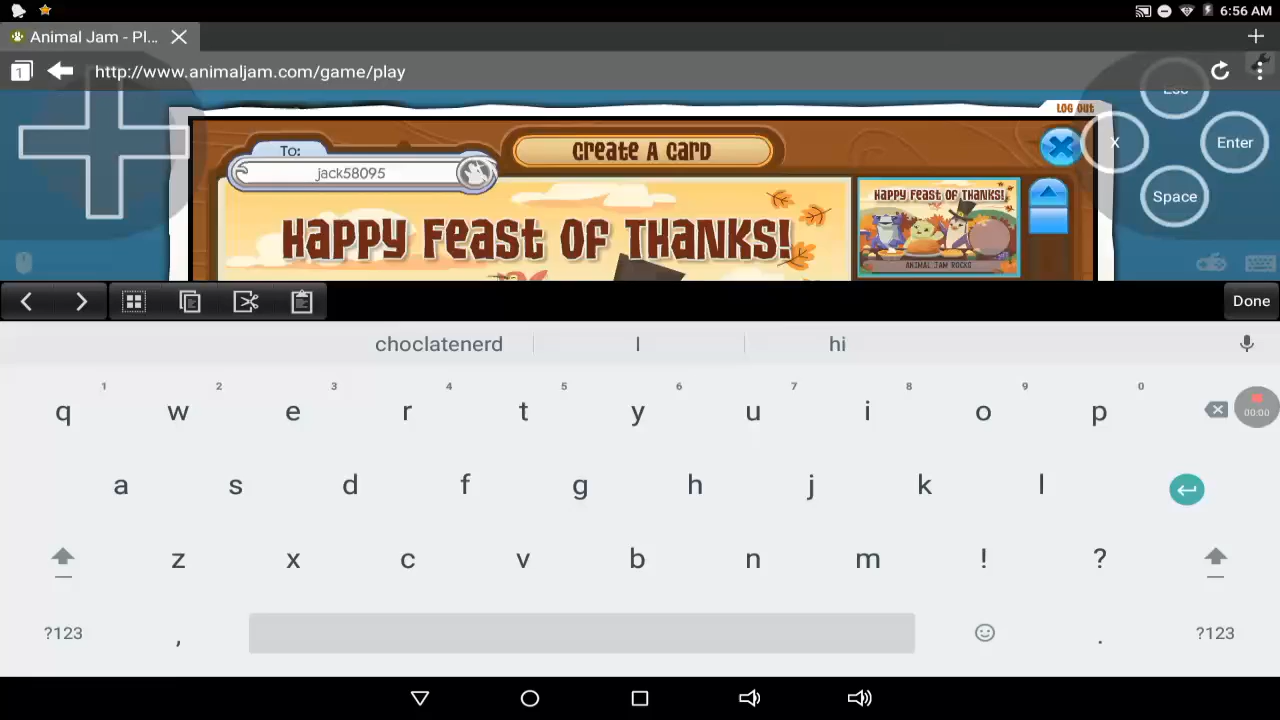 6:56 AM
Animal Jam - Pl...
1 http://www.animaljam.com/game/play
Esc
LOG OUT
To:
CREATE A CARD
X
Enter
jack58095
Space
HAPPY FEAST OF THANKS!
HAPPY FEAST OF THANKS!
ANIMAL JAM ROCKS
Done
choclatenerd I hi
1 2 3 4 5 6 7 8 9 0
q w e r t y u i o p
00:00
a s d f g h j k l
z x c v b n m ! ?
?123 , . ?123